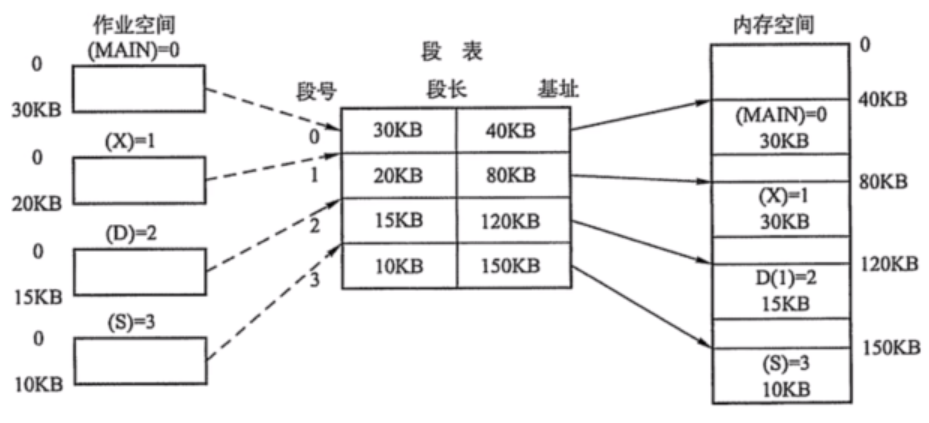 作业空间
(MAIN)=0
0
30KB
(X)=1
0
20KB
(D)=2
0
15KB
(S)=3
0
10KB
段 表
段号 段长 基址
0 30KB 40KB
1 20KB 80KB
2 15KB 120KB
3 10KB 150KB
内存空间
0
40KB
(MAIN)=0
30KB
80KB
(X)=1
30KB
120KB
D(1)=2
15KB
150KB
(S)=3
10KB